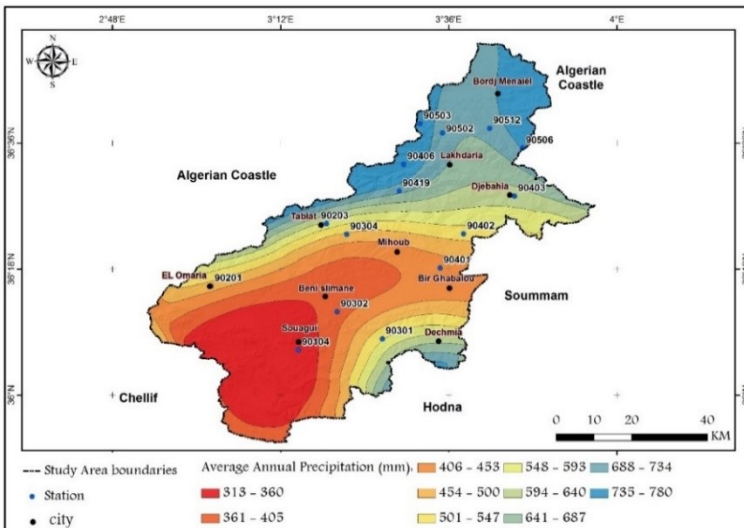 2°48'E 3°12'E 3°36'E 4°E
N
W E
S
Algerian
Coastle
Bordj Menaiel
90503
90512
90502
36°36'N
90506
90406
Lakhdaria
Algerian Coastle
90419
Djebahia
90403
Tablat
90203
90304
90402
Mihoub
36°18'N
90401
EL Omaria
90201
Bir Ghabalou
Beni slimane
Soummam
90302
Souagui
90301
Dechmia
90104
36°N
Chellif
Hodna
0 10 20 40
KM
Study Area boundaries
Station
city
Average Annual Precipitation (mm).
313 – 360
361 – 405
406 – 453
454 – 500
501 – 547
548 – 593
594 – 640
641 – 687
688 – 734
735 – 780